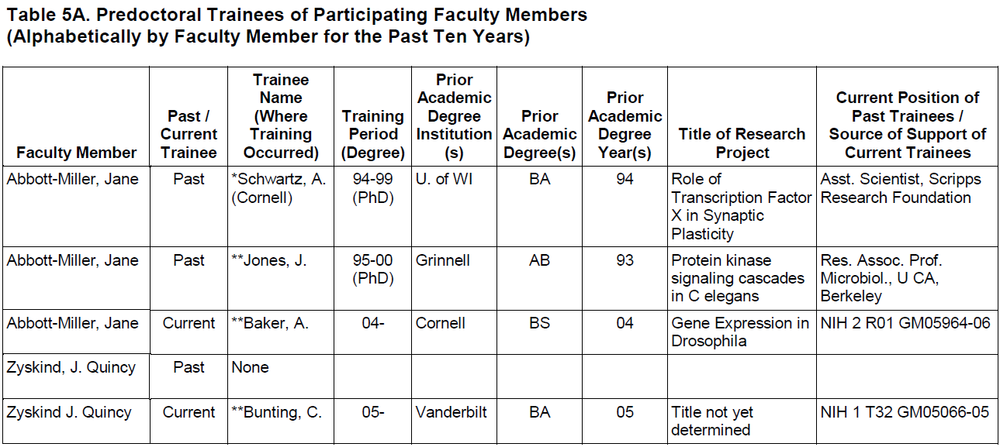 Table 5A. Predoctoral Trainees of Participating Faculty Members
(Alphabetically by Faculty Member for the Past Ten Years)
Faculty Member
Past /
Current
Trainee
Trainee
Name
(Where
Training
Occurred)
Training
Period
(Degree)
Prior
Academic
Degree
Institution
(s)
Prior
Academic
Degree(s)
Prior
Academic
Degree
Year(s)
Title of Research
Project
Current Position of
Past Trainees /
Source of Support of
Current Trainees
Abbott-Miller, Jane
Past
*Schwartz, A.
(Cornell)
94-99
(PhD)
U. of WI
BA
94
Role of
Transcription Factor
X in Synaptic
Plasticity
Asst. Scientist, Scripps
Research Foundation
Abbott-Miller, Jane
Past
**Jones, J.
95-00
(PhD)
Grinnell
AB
93
Protein kinase
signaling cascades
in C elegans
Res. Assoc. Prof.
Microbiol., U CA,
Berkeley
Abbott-Miller, Jane
Current
**Baker, A.
04-
Cornell
BS
04
Gene Expression in
Drosophila
NIH 2 R01 GM05964-06
Zyskind, J. Quincy
Past
None
Zyskind J. Quincy
Current
**Bunting, C.
05-
Vanderbilt
BA
05
Title not yet
determined
NIH 1 T32 GM05066-05